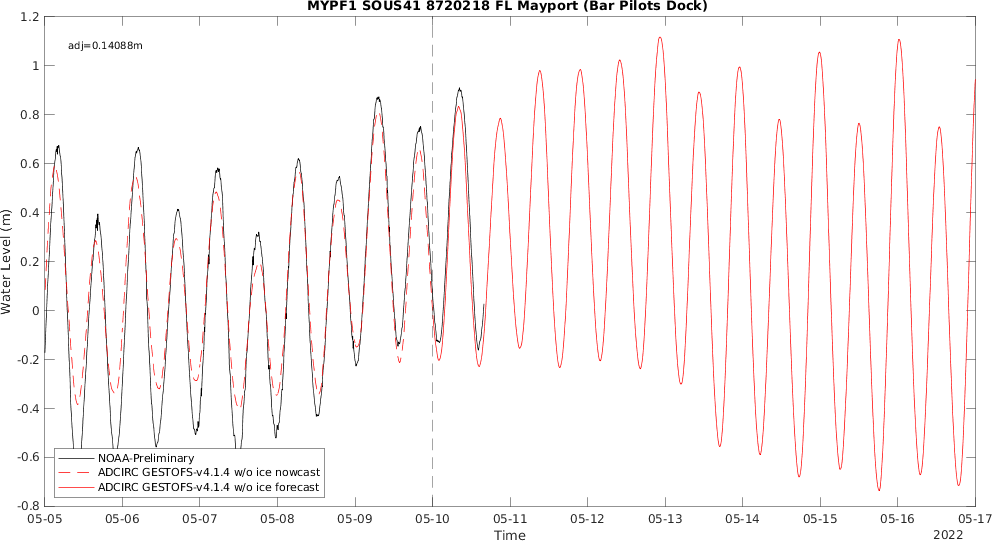 MYPF1 SOUS41 8720218 FL Mayport (Bar Pilots Dock)
adj=0.14088m
1.2
1
0.8
0.6
0.4
0.2
0
-0.2
-0.4
-0.6
-0.8
Water Level (m)
NOAA-Preliminary
ADCIRC GESTOFS-v4.1.4 w/o ice nowcast
ADCIRC GESTOFS-v4.1.4 w/o ice forecast
05-05 05-06 05-07 05-08 05-09 05-10 05-11 05-12 05-13 05-14 05-15 05-16 05-17
Time
2022